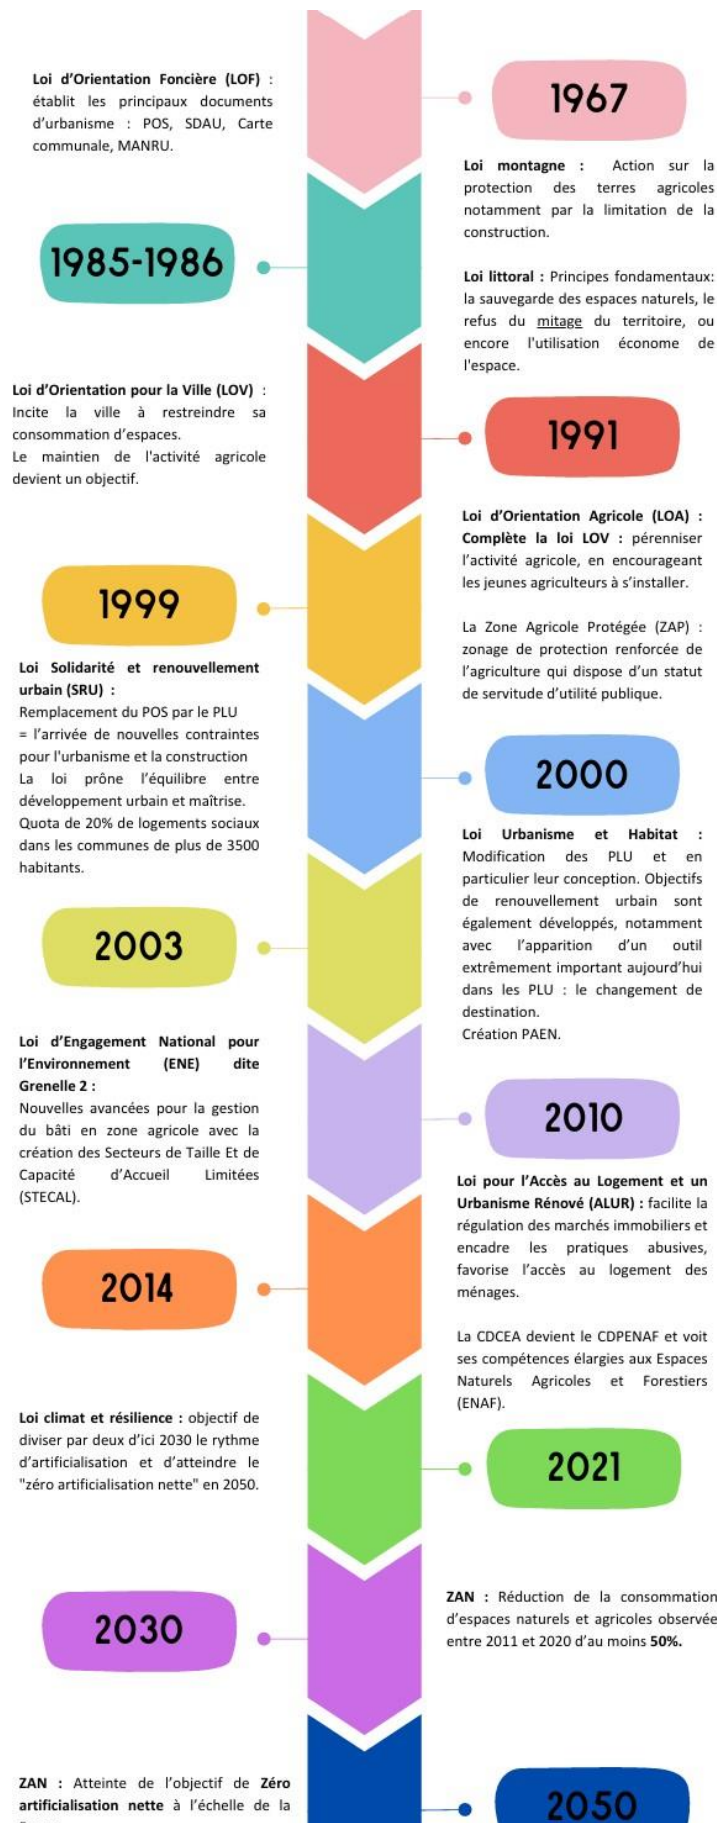 Loi d'Orientation Foncière (LOF) :
établit les principaux documents
d'urbanisme : POS, SDAU, Carte
communale, MANRU.
1967
1985-1986
Loi montagne : Action sur la
protection des terres agricoles
notamment par la limitation de la
construction.
Loi littoral : Principes fondamentaux:
la sauvegarde des espaces naturels, le
refus du mitage du territoire, ou
encore l'utilisation économe de
l'espace.
Loi d'Orientation pour la Ville (LOV) :
Incite la ville à restreindre sa
consommation d'espaces.
Le maintien de l'activité agricole
devient un objectif.
1991
1999
Loi d'Orientation Agricole (LOA) :
Complète la loi LOV : pérenniser
l'activité agricole, en encourageant
les jeunes agriculteurs à s'installer.
La Zone Agricole Protégée (ZAP) :
zonage de protection renforcée de
l'agriculture qui dispose d'un statut
de servitude d'utilité publique.
Loi Solidarité et renouvellement
urbain (SRU) :
Remplacement du POS par le PLU
= l'arrivée de nouvelles contraintes
pour l'urbanisme et la construction
La loi prône l'équilibre entre
développement urbain et maîtrise.
Quota de 20% de logements sociaux
dans les communes de plus de 3500
habitants.
2000
2003
Loi Urbanisme et Habitat :
Modification des PLU et en
particulier leur conception. Objectifs
de renouvellement urbain sont
également développés, notamment
avec l'apparition d'un outil
extrêmement important aujourd'hui
dans les PLU : le changement de
destination.
Création PAEN.
Loi d'Engagement National pour
l'Environnement (ENE) dite
Grenelle 2 :
Nouvelles avancées pour la gestion
du bâti en zone agricole avec la
création des Secteurs de Taille Et de
Capacité d'Accueil Limitées
(STECAL).
2010
2014
Loi pour l'Accès au Logement et un
Urbanisme Rénové (ALUR) : facilite la
régulation des marchés immobiliers et
encadre les pratiques abusives,
favorise l'accès au logement des
ménages.
La CDCEA devient le CDPENAF et voit
ses compétences élargies aux Espaces
Naturels Agricoles et Forestiers
(ENAF).
Loi climat et résilience : objectif de
diviser par deux d'ici 2030 le rythme
d'artificialisation et d'atteindre le
"zéro artificialisation nette" en 2050.
2021
2030
ZAN : Réduction de la consommation
d'espaces naturels et agricoles observée
entre 2011 et 2020 d'au moins 50%.
ZAN : Atteinte de l'objectif de Zéro
artificialisation nette à l'échelle de la
2050